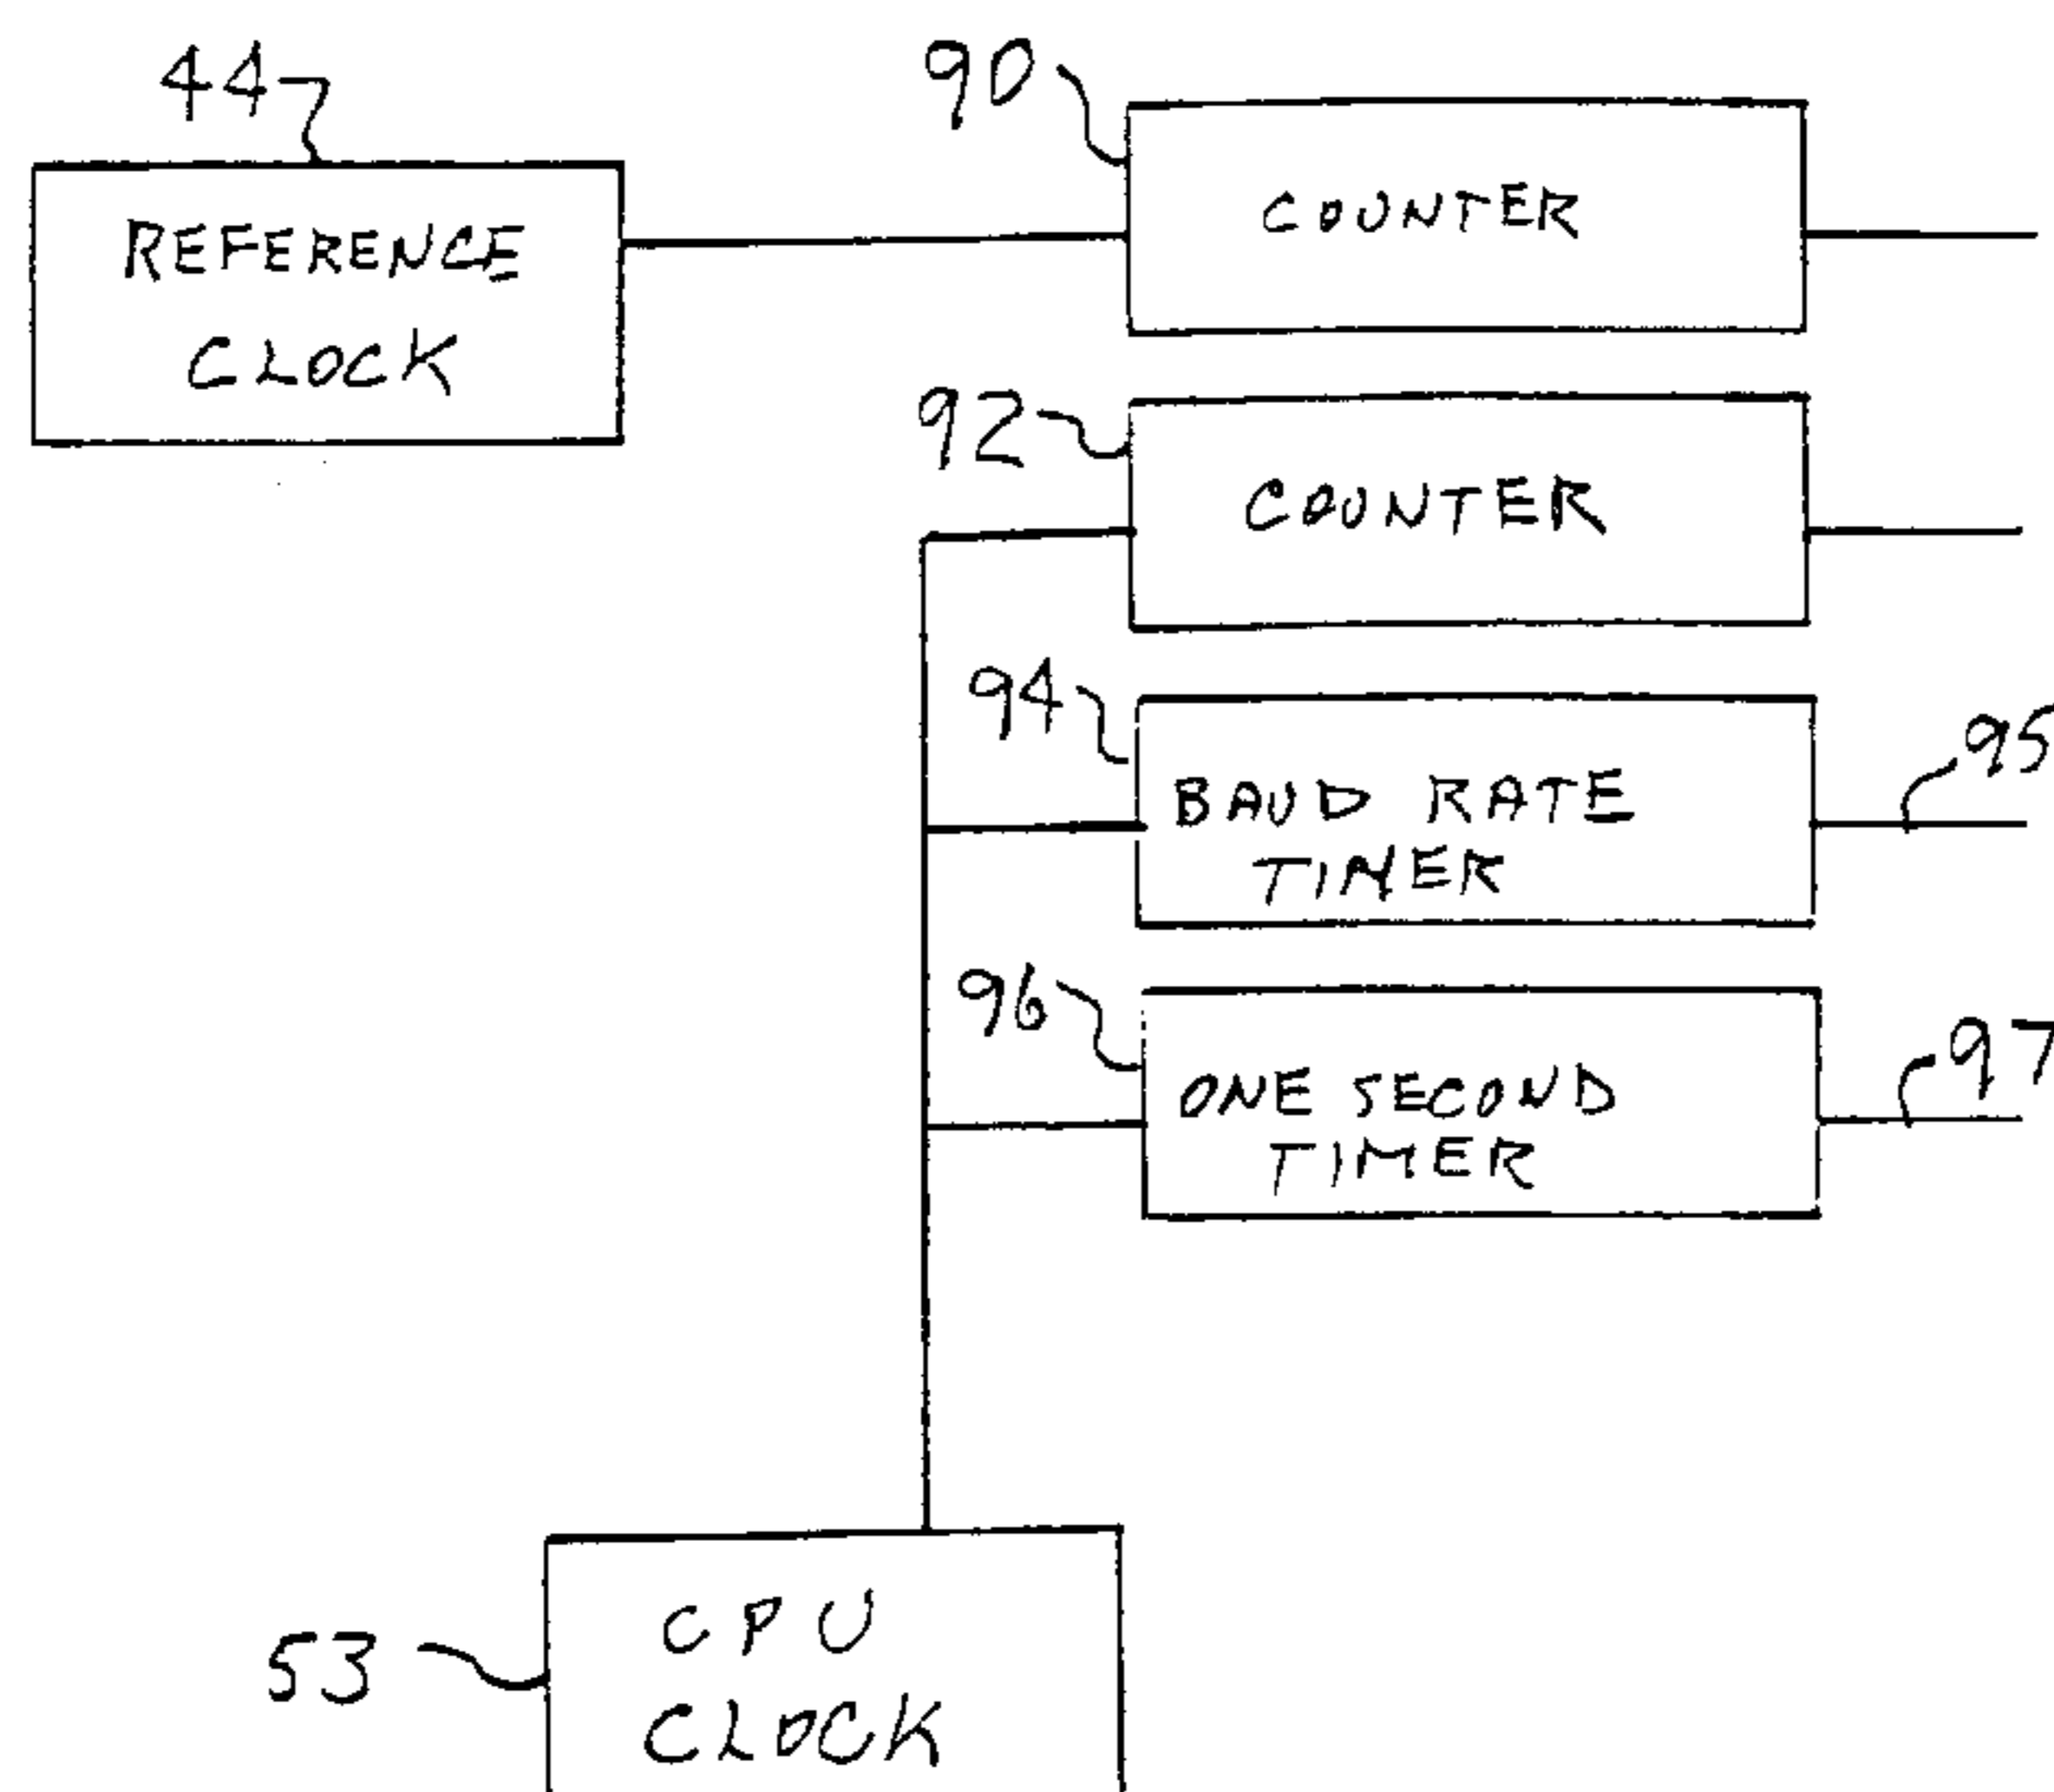 44
REFERENCE
CLOCK
90
COUNTER
92
COUNTER
94
BAUD RATE
TIMER
95
96
ONE SECOND
TIMER
97
53
CPU
CLOCK